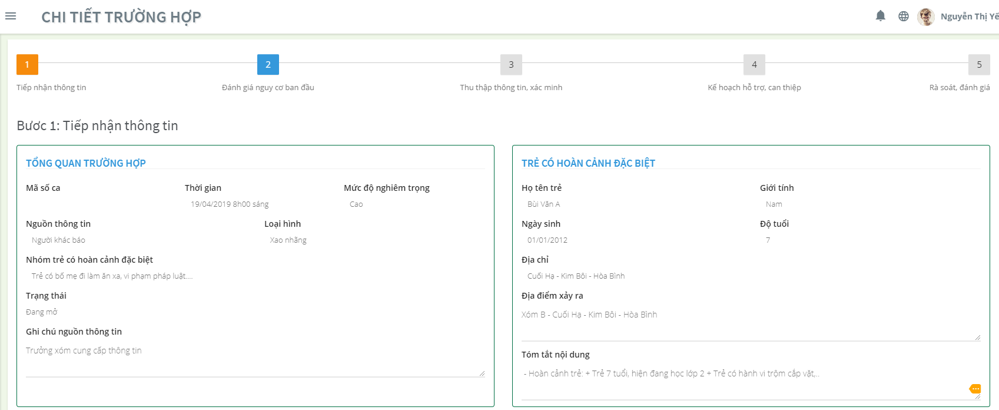 CHI TIẾT TRƯỜNG HỢP
Nguyễn Thị Yế
1
2
3
4
5
Tiếp nhận thông tin
Đánh giá nguy cơ ban đầu
Thu thập thông tin, xác minh
Kế hoạch hỗ trợ, can thiệp
Rà soát, đánh giá
Bước 1: Tiếp nhận thông tin
TỔNG QUAN TRƯỜNG HỢP
Mã số ca
Thời gian
Mức độ nghiêm trọng
19/04/2019 8h00 sáng
Cao
Nguồn thông tin
Loại hình
Người khác báo
Xao nhãng
Nhóm trẻ có hoàn cảnh đặc biệt
Trẻ có bố mẹ đi làm ăn xa, vi phạm pháp luật....
Trạng thái
Đang mở
Ghi chú nguồn thông tin
Trưởng xóm cung cấp thông tin
TRẺ CÓ HOÀN CẢNH ĐẶC BIỆT
Họ tên trẻ
Giới tính
Bùi Văn A
Nam
Ngày sinh
Độ tuổi
01/01/2012
7
Địa chỉ
Cuối Hạ - Kim Bôi - Hòa Bình
Địa điểm xảy ra
Xóm B - Cuối Hạ - Kim Bôi - Hòa Bình
Tóm tắt nội dung
- Hoàn cảnh trẻ: + Trẻ 7 tuổi, hiện đang học lớp 2 + Trẻ có hành vi trộm cắp vặt,..